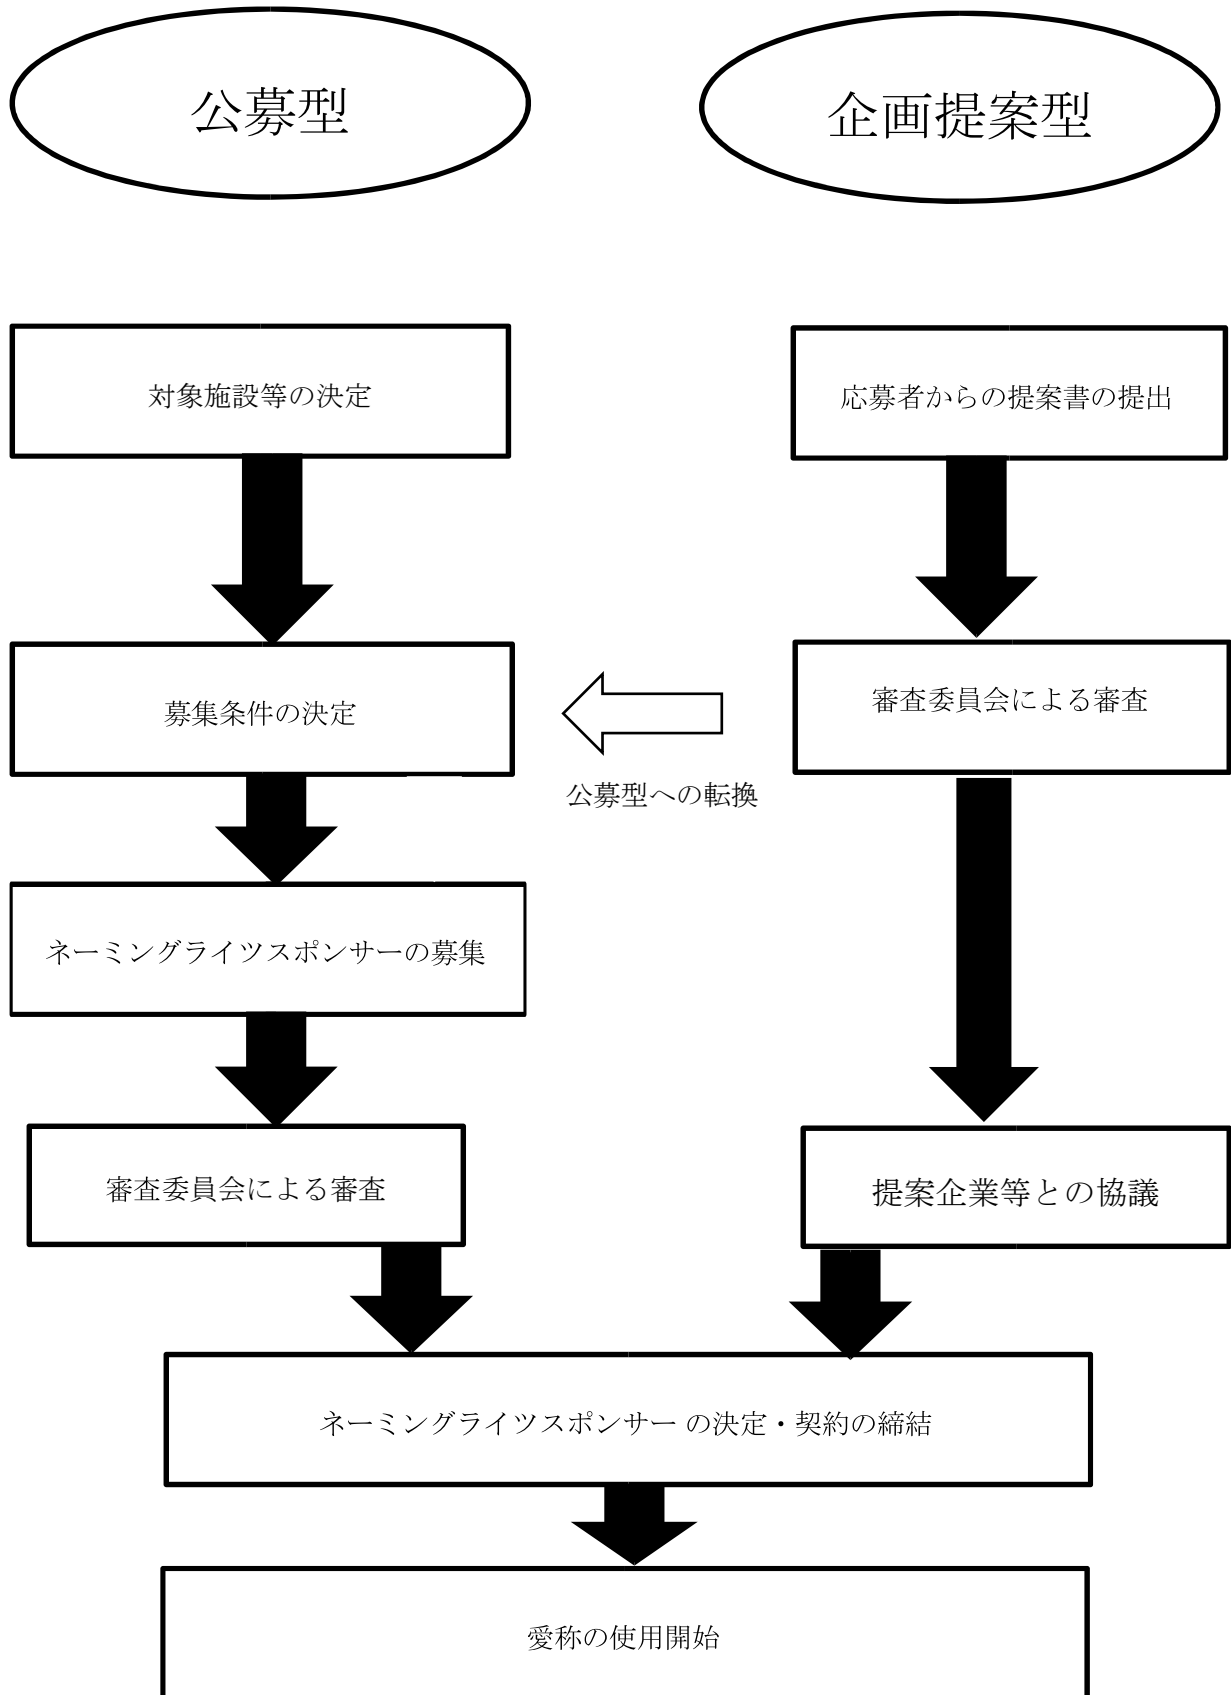 公募型
企画提案型
対象施設等の決定
応募者からの提案書の提出
募集条件の決定
審査委員会による審査
公募型への転換
ネーミングライツスポンサーの募集
審査委員会による審査
提案企業等との協議
ネーミングライツスポンサー の決定・契約の締結
愛称の使用開始